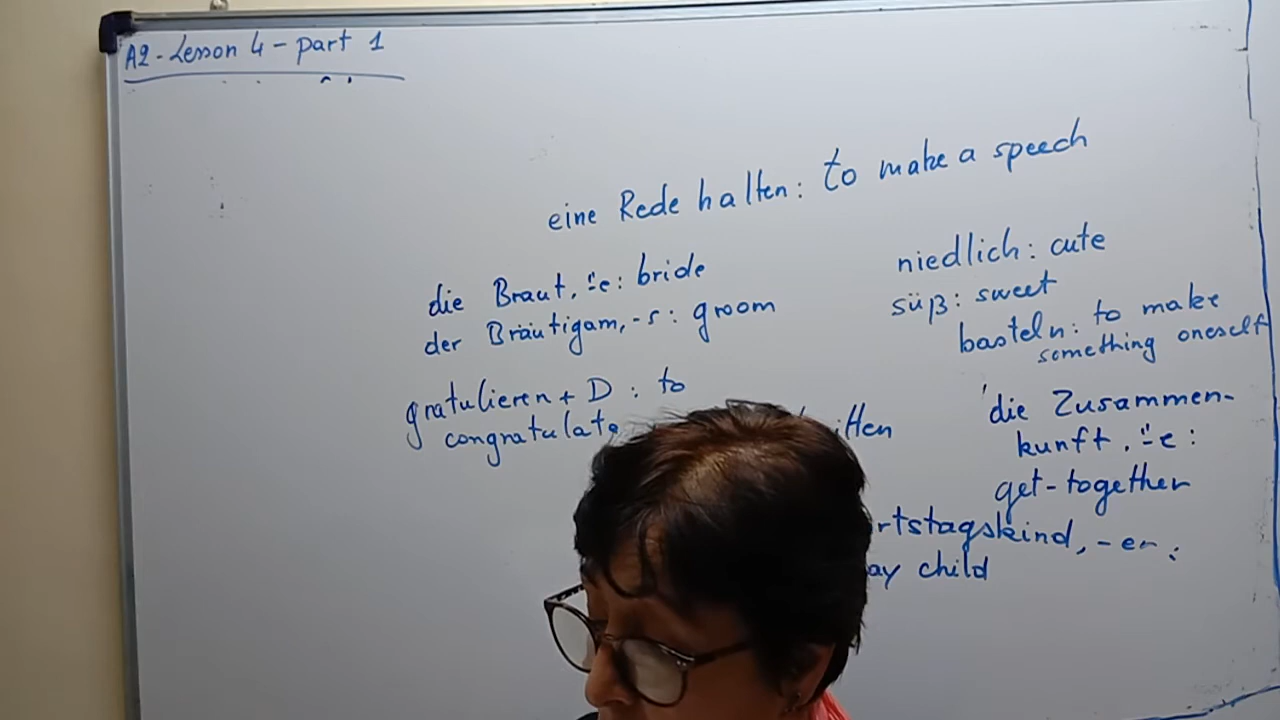 A2 - Lesson 4 - part 1
eine Rede halten: to make a speech
die Braut, ⸚e: bride
der Bräutigam, -s: groom
gratulieren + D : to
congratulate
niedlich: cute
süß: sweet
basteln: to make
something oneself
die Zusammen-
kunft, ⸚e:
get-together
rtstagskind, -er:
ay child